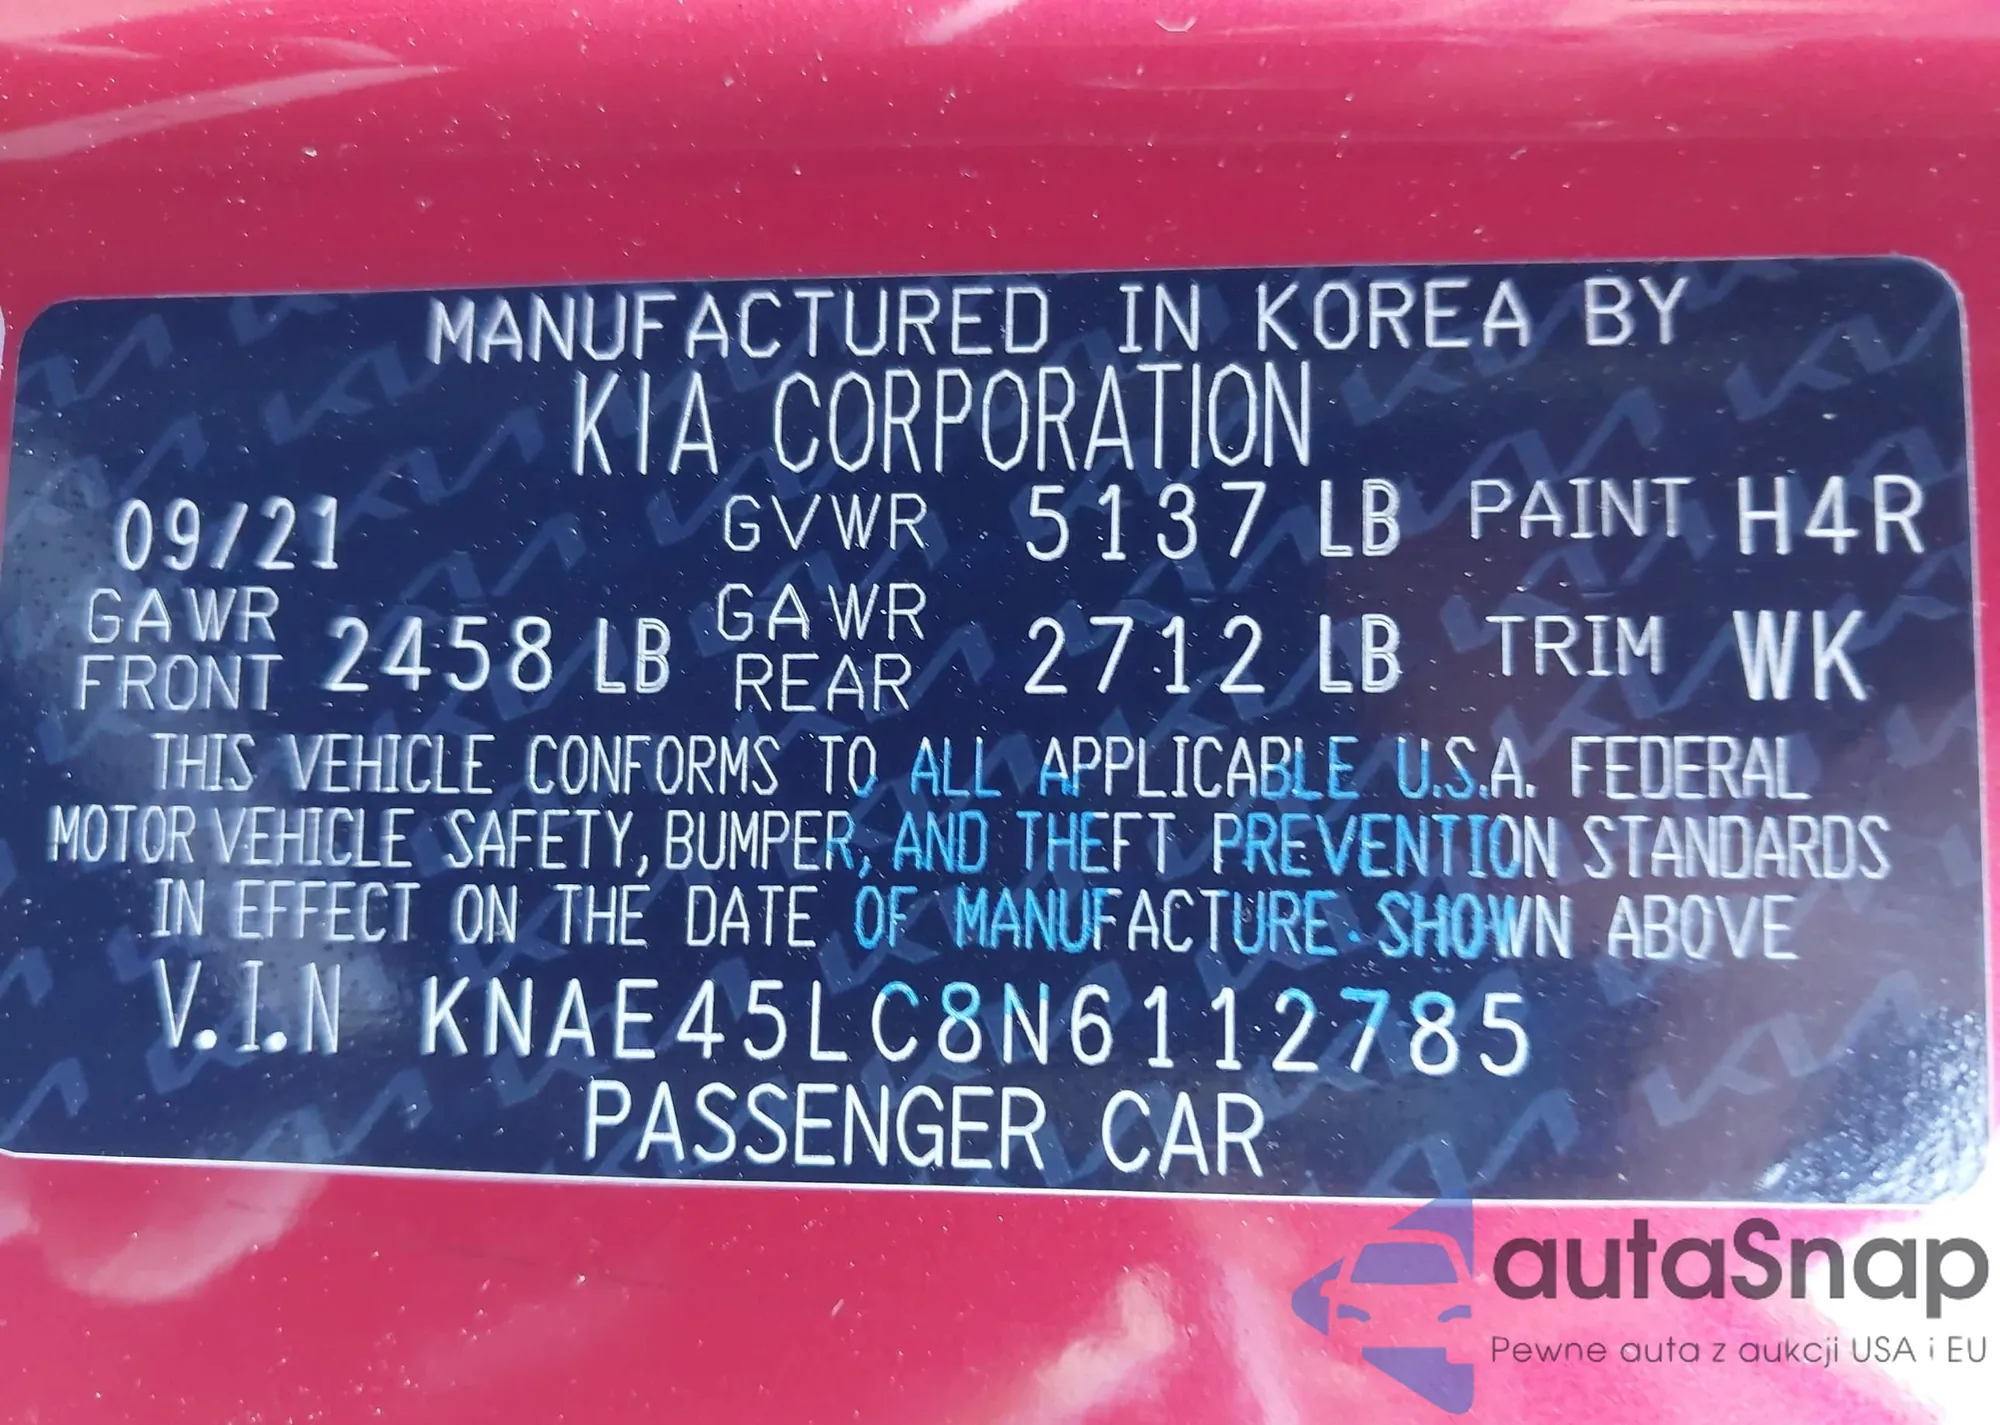 MANUFACTURED IN KOREA BY
KIA CORPORATION
09/21 GVWR 5137 LB PAINT H4R
GAWR FRONT 2458 LB GAWR REAR 2712 LB TRIM WK
THIS VEHICLE CONFORMS TO ALL APPLICABLE U.S.A. FEDERAL
MOTOR VEHICLE SAFETY, BUMPER, AND THEFT PREVENTION STANDARDS
IN EFFECT ON THE DATE OF MANUFACTURE SHOWN ABOVE
V.I.N KNAE45LC8N6112785
PASSENGER CAR
autaSnap
Pewne auta z aukcji USA i EU